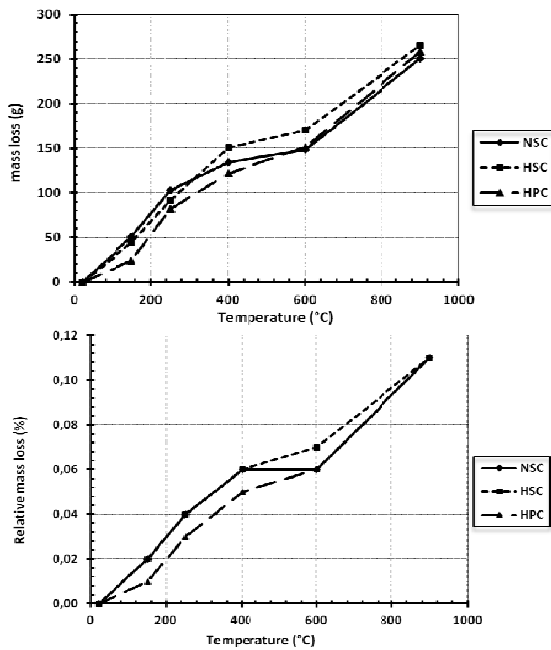 300
250
200
150
100
50
0
mass loss (g)
0 200 400 600 800 1000
Temperature (°C)
NSC
HSC
HPC
0,12
0,10
0,08
0,06
0,04
0,02
0,00
Relative mass loss (%)
0 200 400 600 800 1000
Temperature (°C)
NSC
HSC
HPC